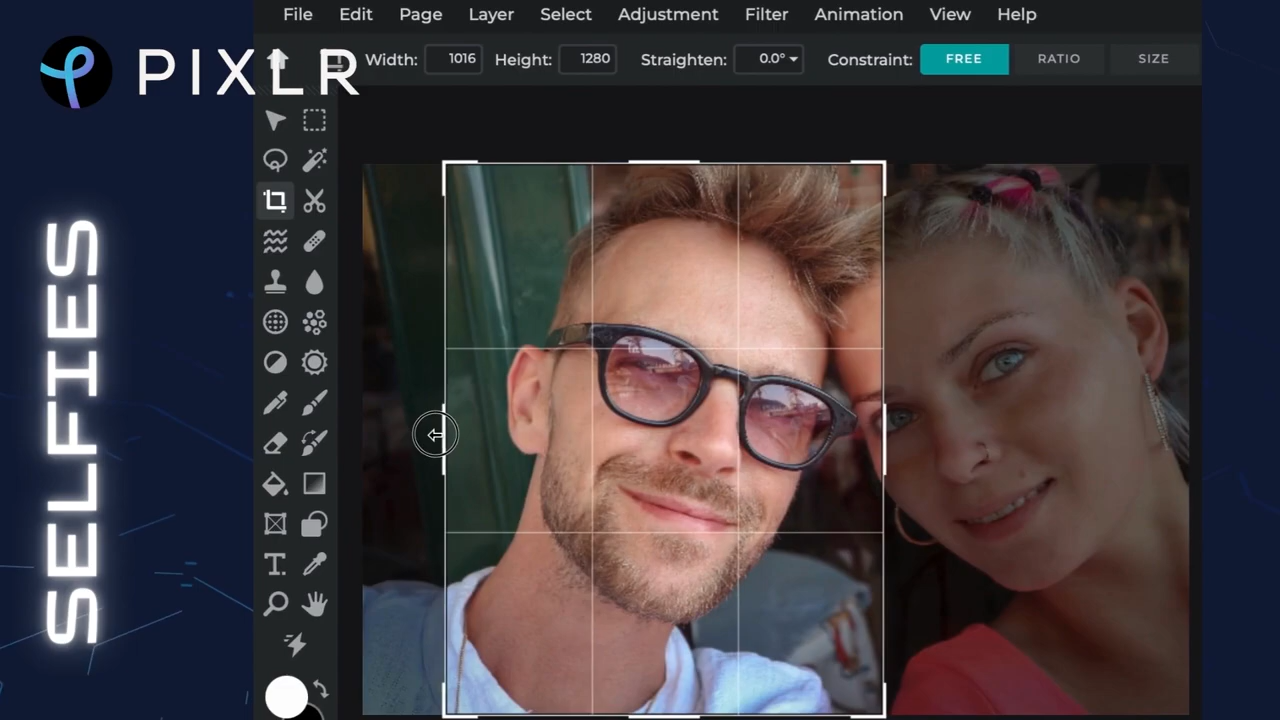 File Edit Page Layer Select Adjustment Filter Animation View Help
PIXLR
Width: 1016 Height: 1280 Straighten: 0.0° Constraint: FREE RATIO SIZE
SELFIES